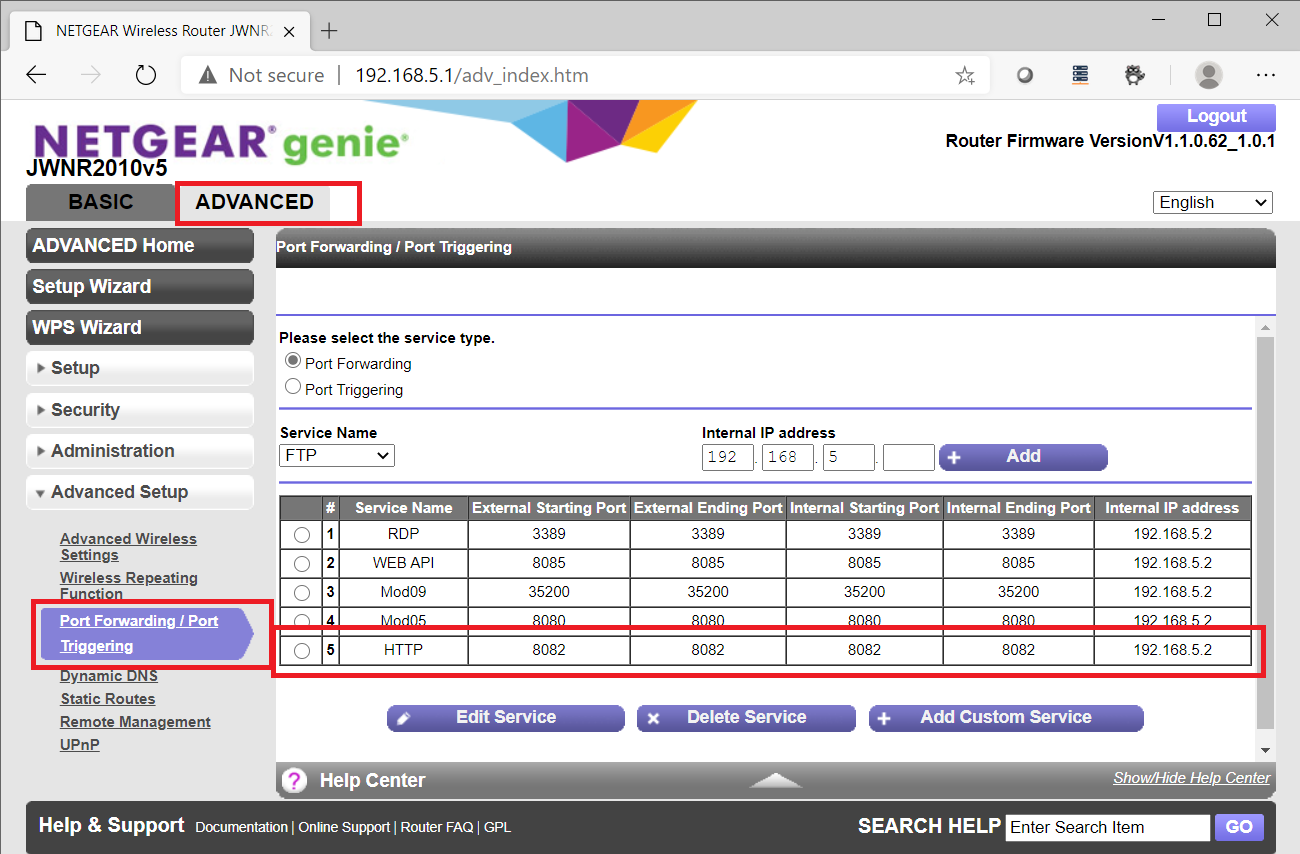 NETGEAR Wireless Router JWNR
Not secure | 192.168.5.1/adv_index.htm
NETGEAR® genie®
JWNR2010v5
Logout
Router Firmware VersionV1.1.0.62_1.0.1
BASIC
ADVANCED
English
ADVANCED Home
Setup Wizard
WPS Wizard
Setup
Security
Administration
Advanced Setup
Advanced Wireless
Settings
Wireless Repeating
Function
Port Forwarding / Port
Triggering
Dynamic DNS
Static Routes
Remote Management
UPnP
Port Forwarding / Port Triggering
Please select the service type.
Port Forwarding
Port Triggering
Service Name
FTP
Internal IP address
192 . 168 . 5 .
+ Add
# Service Name External Starting Port External Ending Port Internal Starting Port Internal Ending Port Internal IP address
1 RDP 3389 3389 3389 3389 192.168.5.2
2 WEB API 8085 8085 8085 8085 192.168.5.2
3 Mod09 35200 35200 35200 35200 192.168.5.2
4 Mod05 8080 8080 8080 8080 192.168.5.2
5 HTTP 8082 8082 8082 8082 192.168.5.2
Edit Service
Delete Service
+ Add Custom Service
? Help Center
Show/Hide Help Center
Help & Support Documentation | Online Support | Router FAQ | GPL
SEARCH HELP Enter Search Item GO